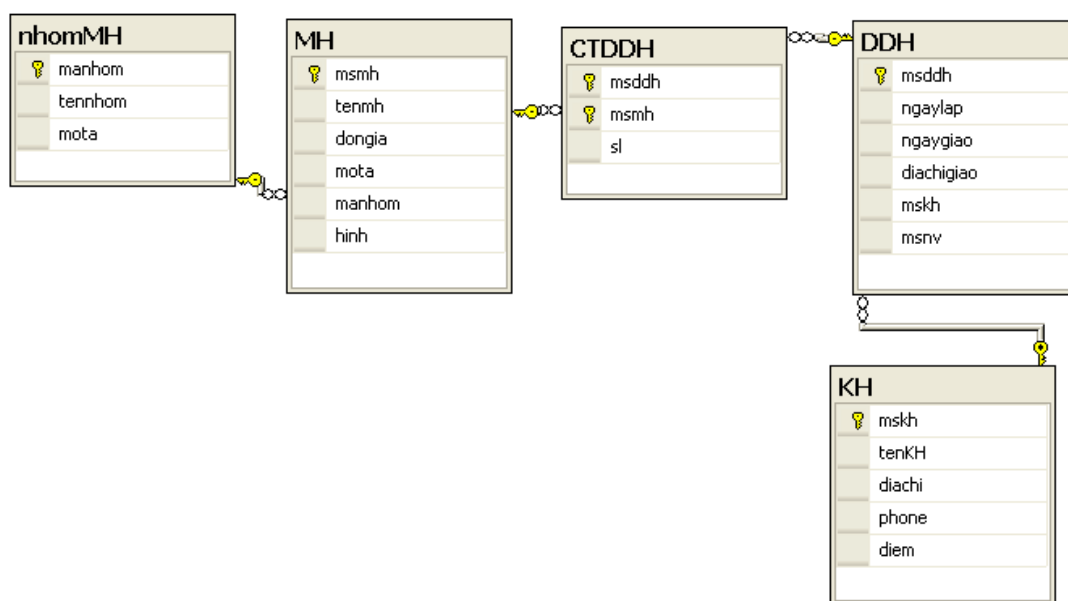 nhomMH
manhom
tennhom
mota
MH
msmh
tenmh
dongia
mota
manhom
hinh
CTDDH
msddh
msmh
sl
DDH
msddh
ngaylap
ngaygiao
diachigiao
mskh
msnv
KH
mskh
tenKH
diachi
phone
diem